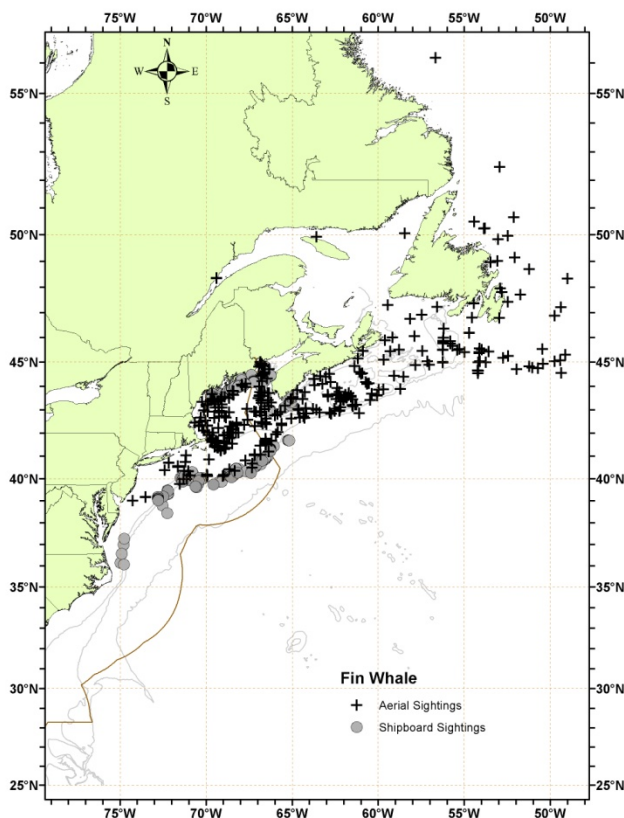 75°W 70°W 65°W 60°W 55°W 50°W
N
W E
S
55°N 55°N
50°N 50°N
45°N 45°N
40°N 40°N
35°N 35°N
30°N 30°N
Fin Whale
Aerial Sightings
Shipboard Sightings
25°N 25°N
75°W 70°W 65°W 60°W 55°W 50°W